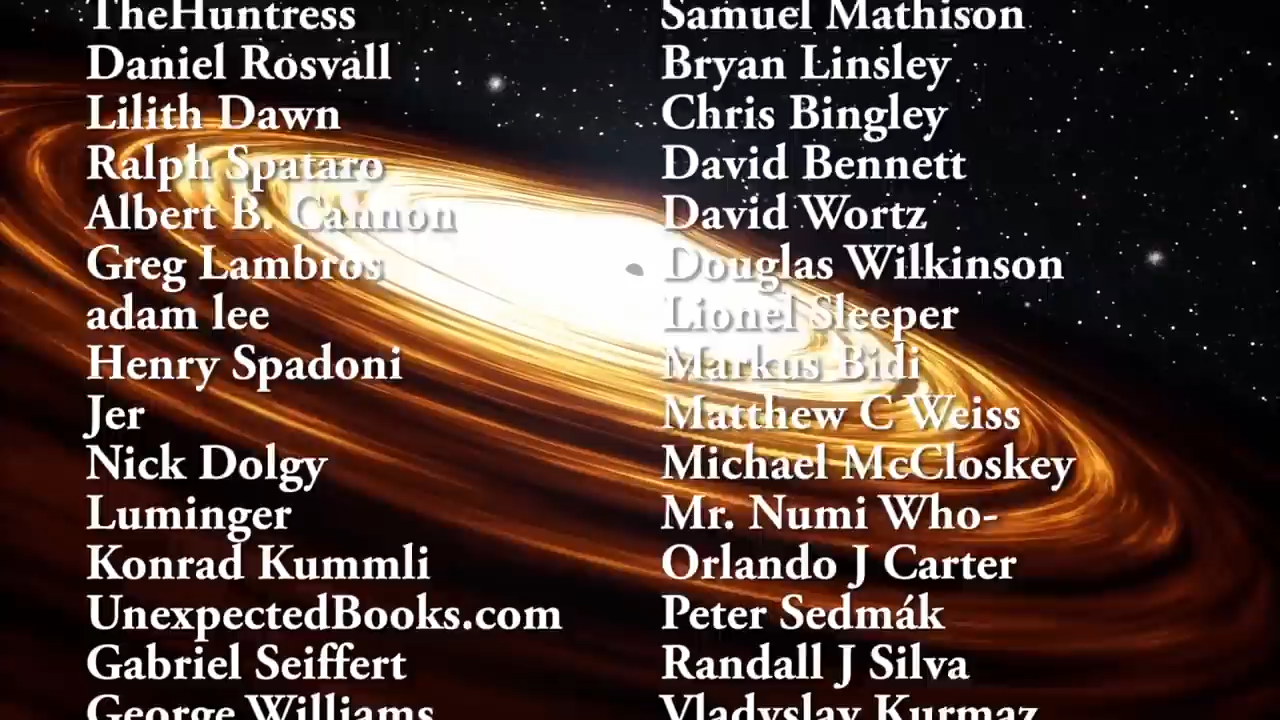 TheHuntress
Daniel Rosvall
Lilith Dawn
Ralph Spataro
Albert B. Cannon
Greg Lambros
adam lee
Henry Spadoni
Jer
Nick Dolgy
Luminger
Konrad Kummli
UnexpectedBooks.com
Gabriel Seiffert
George Williams
Samuel Mathison
Bryan Linsley
Chris Bingley
David Bennett
David Wortz
Douglas Wilkinson
Lionel Sleeper
Markus Bidi
Matthew C Weiss
Michael McCloskey
Mr. Numi Who-
Orlando J Carter
Peter Sedmák
Randall J Silva
Vladyslav Kurmaz